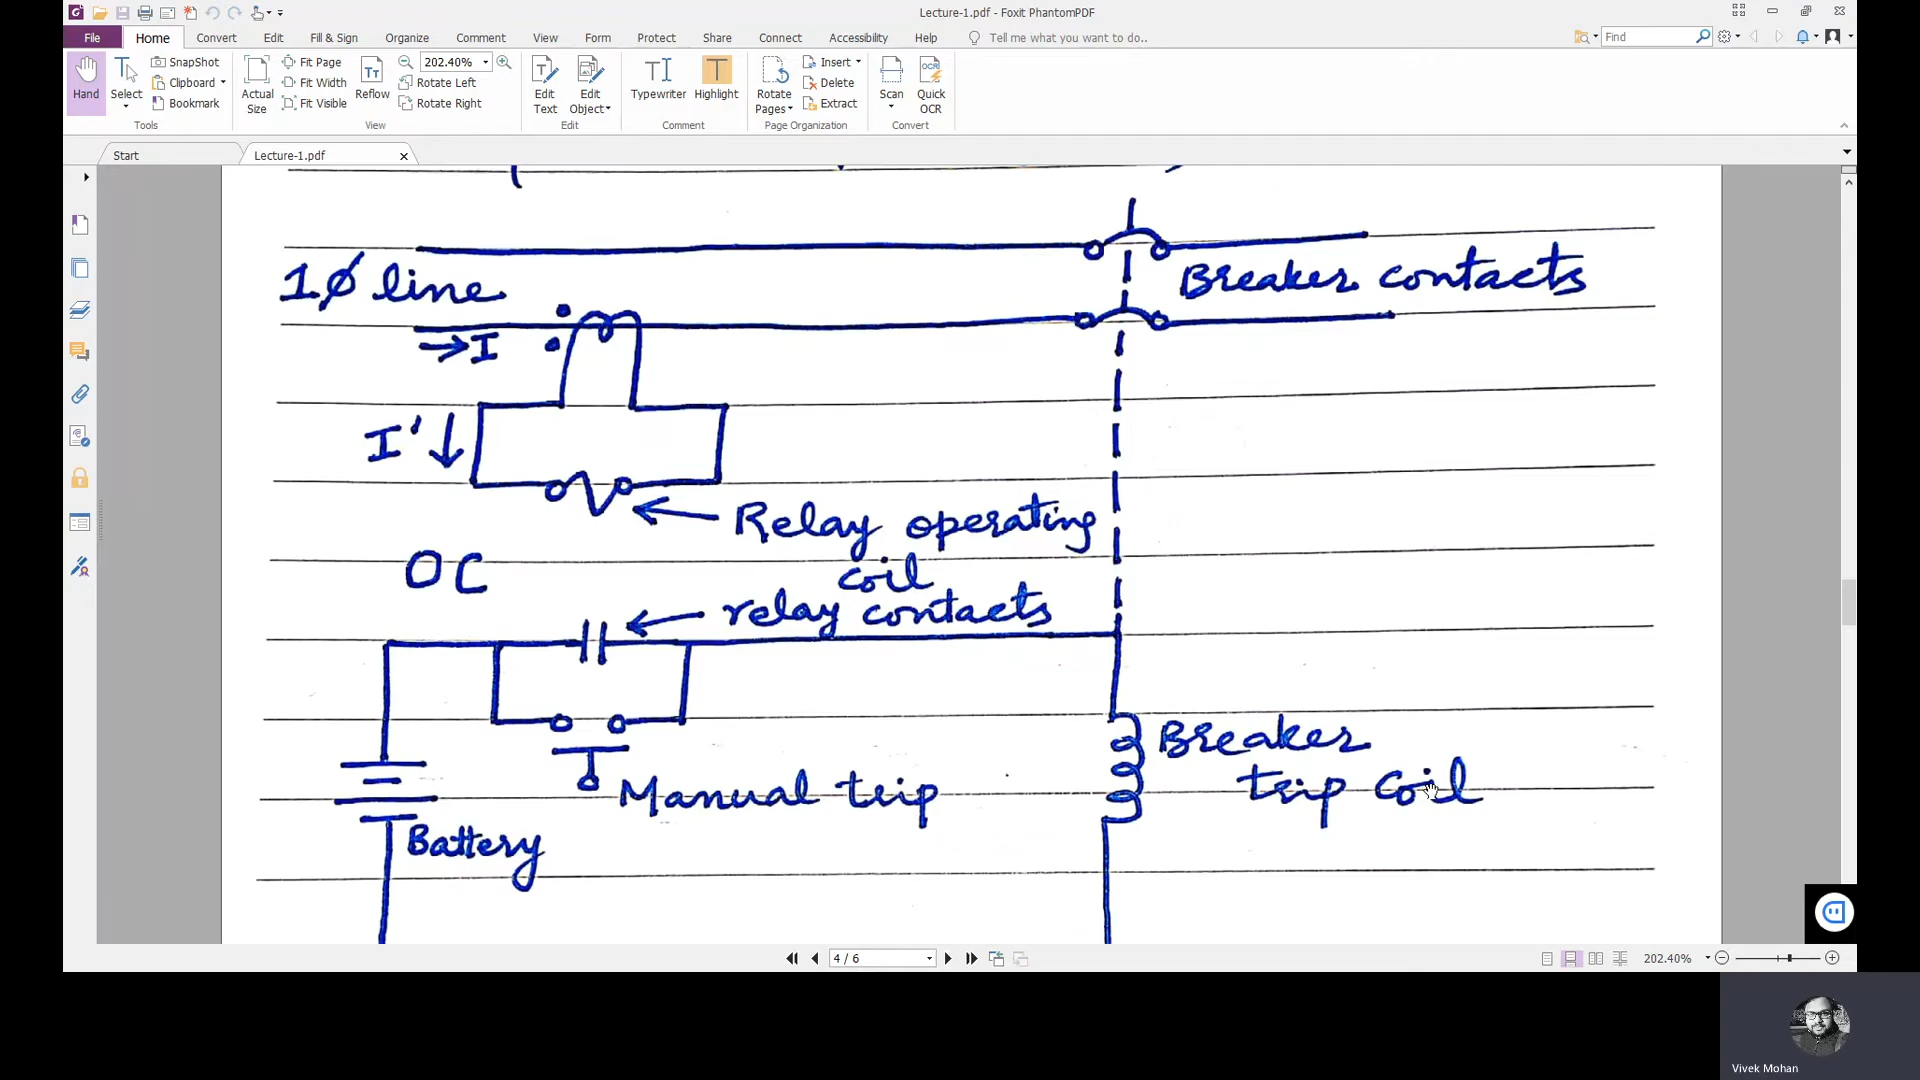 Lecture-1.pdf - Foxit PhantomPDF
File Home Convert Edit Fill & Sign Organize Comment View Form Protect Share Connect Accessibility Help Tell me what you want to do.. Find
Hand Select SnapShot Clipboard Bookmark
Tools
Actual Size Fit Page Fit Width Fit Visible Reflow 202.40% Rotate Left Rotate Right
View
Edit Text Edit Object
Edit
Typewriter Highlight
Comment
Rotate Pages Insert Delete Extract
Page Organization
Scan Quick OCR
Convert
Start Lecture-1.pdf
1Ø line
Breaker contacts
→I
I' ↓
Relay operating
coil
OC
relay contacts
Breaker
trip coil
Manual trip
Battery
4 / 6
202.40%
Vivek Mohan